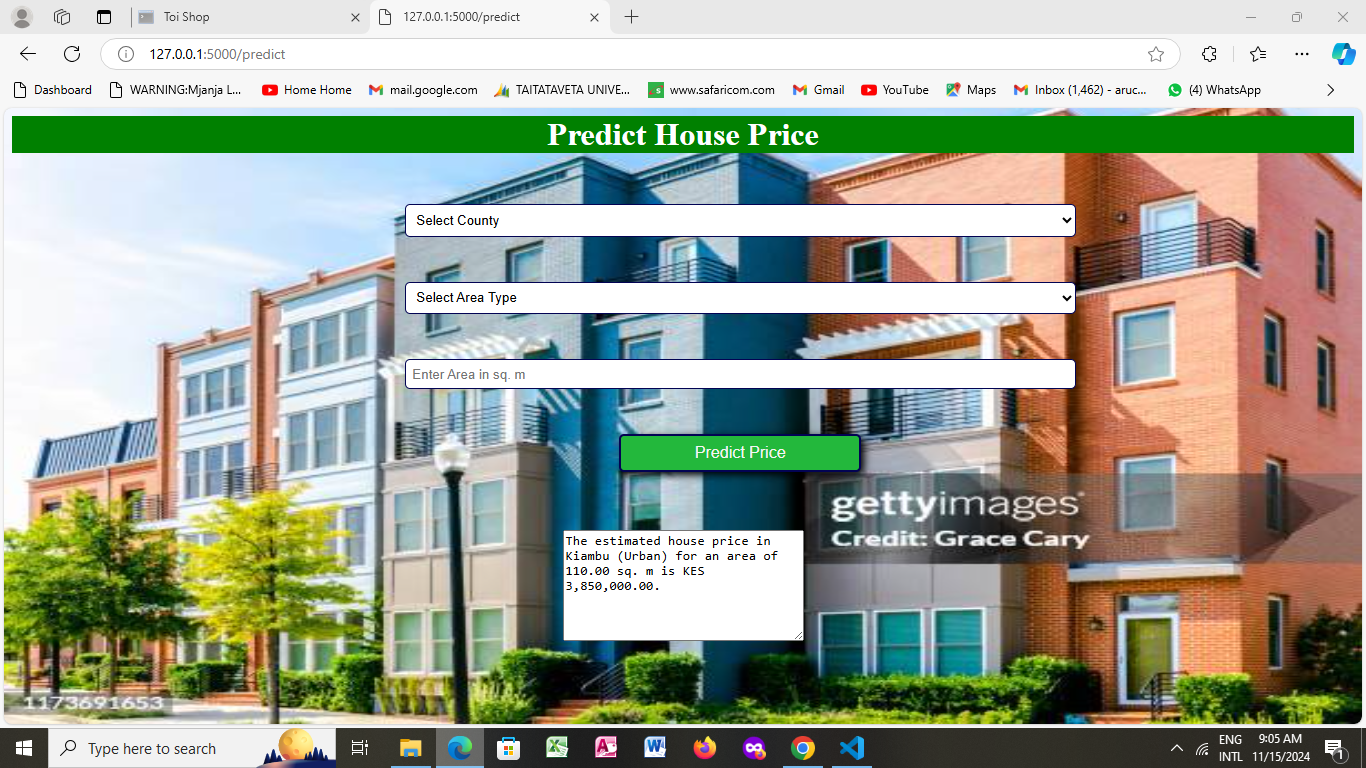 Toi Shop
127.0.0.1:5000/predict
127.0.0.1:5000/predict
Dashboard
WARNING:Mjanja L...
Home Home
mail.google.com
TAITATAVETA UNIVE...
www.safaricom.com
Gmail
YouTube
Maps
Inbox (1,462) - aruc...
(4) WhatsApp
Predict House Price
Select County
Select Area Type
Enter Area in sq. m
Predict Price
gettyimages®
Credit: Grace Cary
The estimated house price in
Kiambu (Urban) for an area of
110.00 sq. m is KES
3,850,000.00.
1173691653
Type here to search
ENG
INTL
9:05 AM
11/15/2024
1